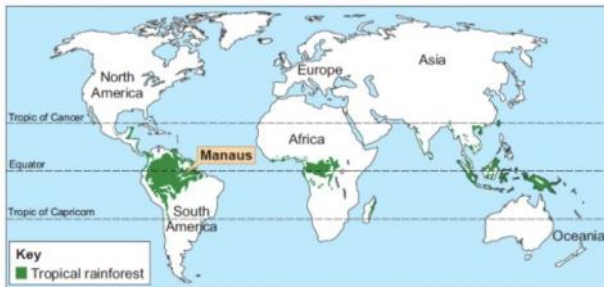 North
America
Europe
Asia
Tropic of Cancer
Africa
Manaus
Equator
Tropic of Capricorn
South
America
Oceania
Key
Tropical rainforest